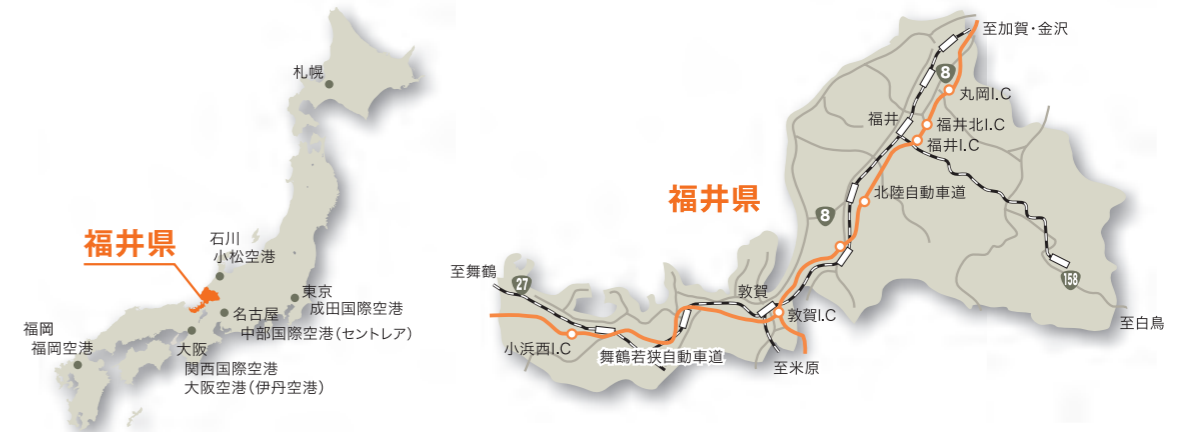 札幌
福井県
石川
小松空港
東京
成田国際空港
名古屋
中部国際空港(セントレア)
福岡
福岡空港
大阪
関西国際空港
大阪空港(伊丹空港)
至加賀・金沢
8
丸岡I.C
福井
福井北I.C
福井I.C
福井県
北陸自動車道
8
至舞鶴
27
158
敦賀
敦賀I.C
至白鳥
小浜西I.C
舞鶴若狭自動車道
至米原